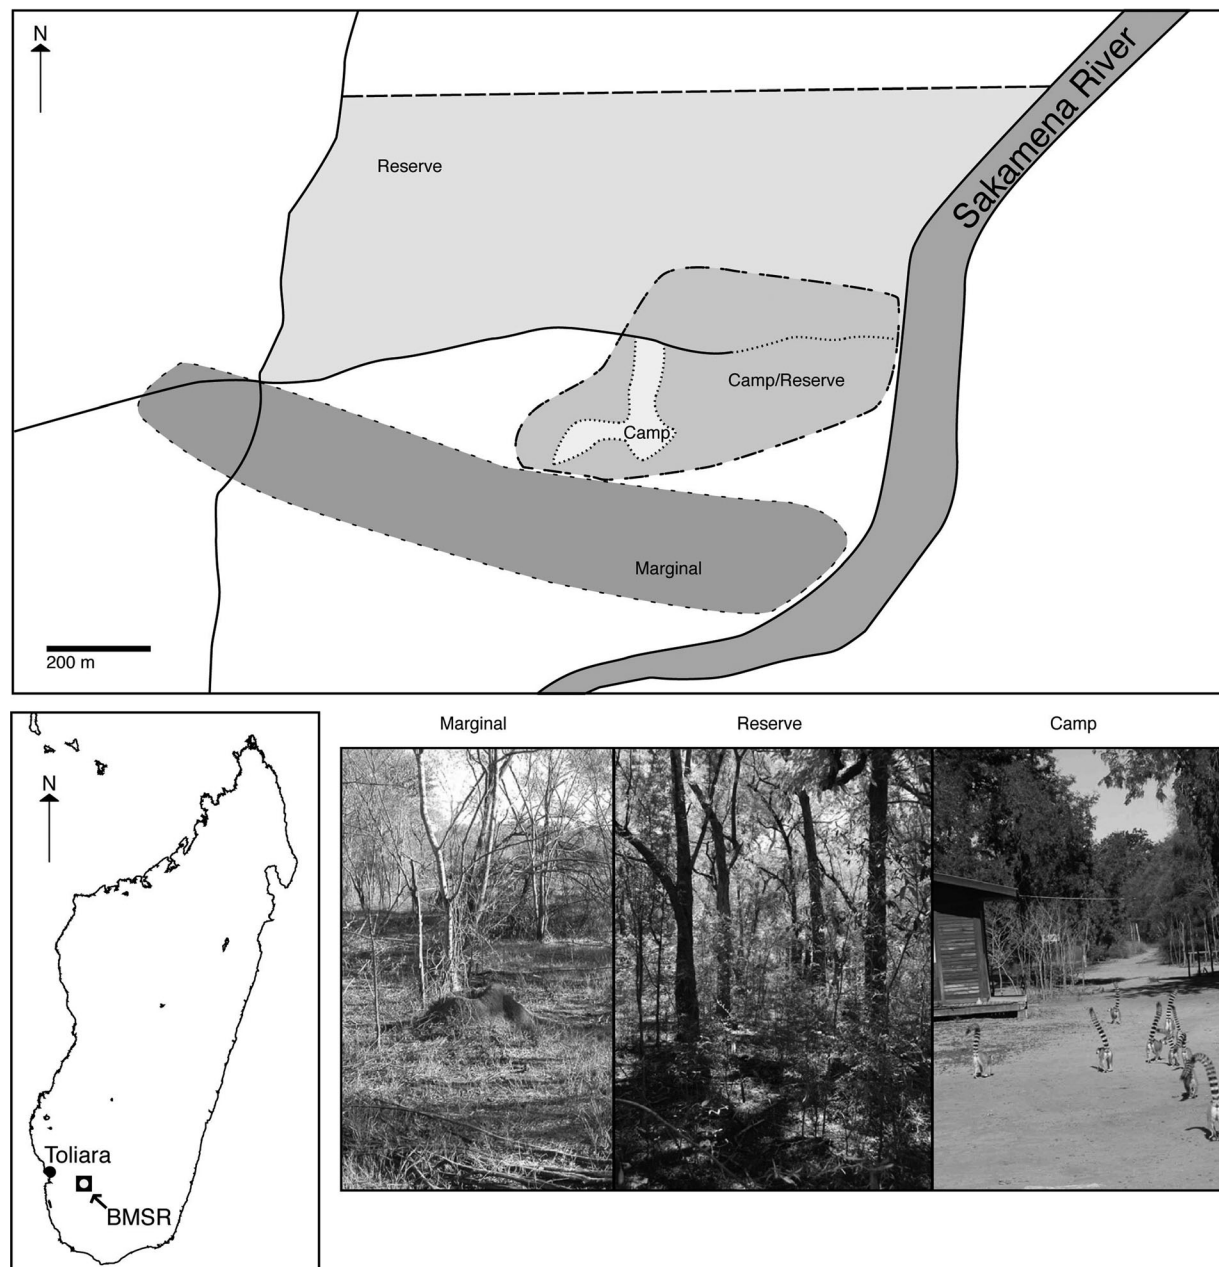 N
Sakamena River
Reserve
Camp/Reserve
Camp
Marginal
200 m
N
Toliara
BMSR
Marginal
Reserve
Camp